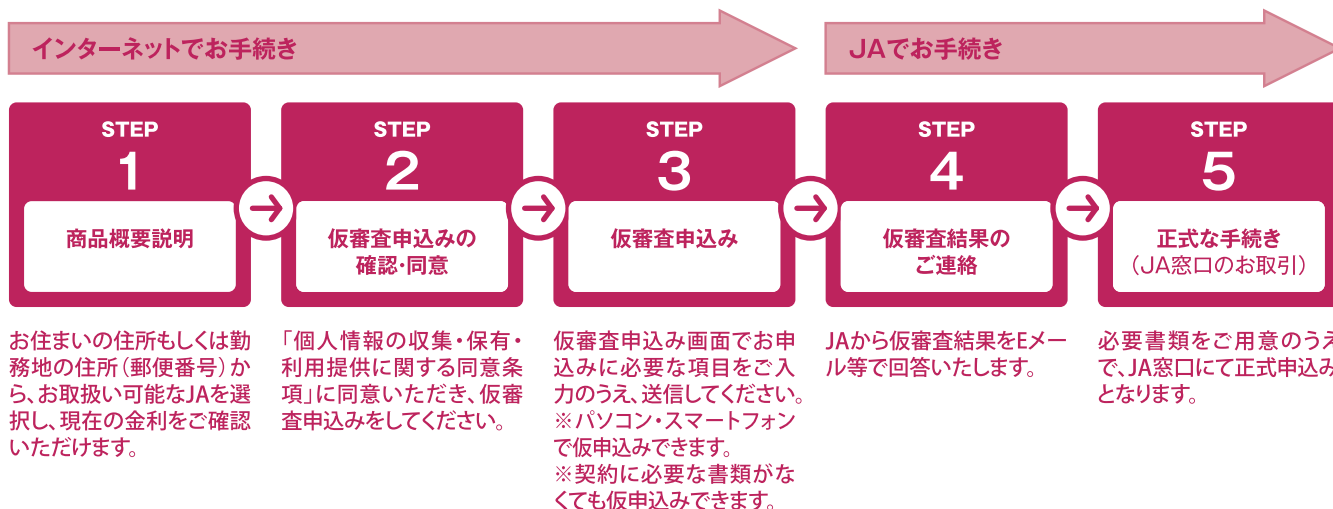 インターネットでお手続き
JAでお手続き
STEP
1
商品概要説明
お住まいの住所もしくは勤
務地の住所（郵便番号）か
ら、お取扱い可能なJAを選
択し、現在の金利をご確認
いただけます。
STEP
2
仮審査申込みの
確認・同意
「個人情報の収集・保有・
利用提供に関する同意条
項」に同意いただき、仮審
査申込みをしてください。
STEP
3
仮審査申込み
仮審査申込み画面でお申
込みに必要な項目をご入
力のうえ、送信してください。
※パソコン・スマートフォン
で仮申込みできます。
※契約に必要な書類がな
くても仮申込みできます。
STEP
4
仮審査結果の
ご連絡
JAから仮審査結果をEメー
ル等で回答いたします。
STEP
5
正式な手続き
（JA窓口のお取引）
必要書類をご用意のうえ
で、JA窓口にて正式申込み
となります。